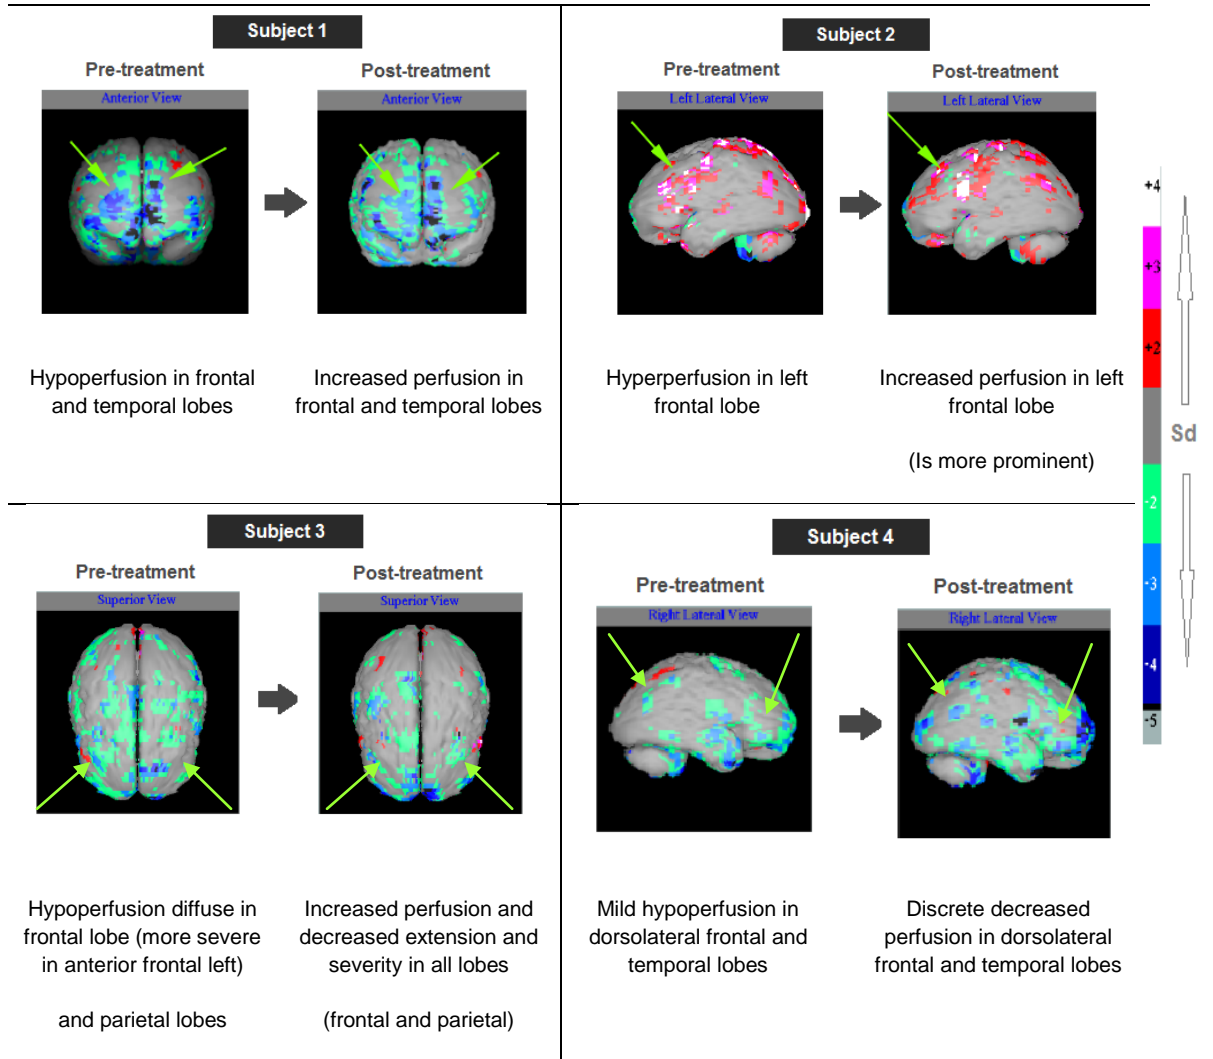 Subject 1
Pre-treatment
Post-treatment
Anterior View
Anterior View
Hypoperfusion in frontal
and temporal lobes
Increased perfusion in
frontal and temporal lobes
Subject 2
Pre-treatment
Post-treatment
Left Lateral View
Left Lateral View
Hyperperfusion in left
frontal lobe
Increased perfusion in left
frontal lobe
(Is more prominent)
Subject 3
Pre-treatment
Post-treatment
Superior View
Superior View
Hypoperfusion diffuse in
frontal lobe (more severe
in anterior frontal left)
and parietal lobes
Increased perfusion and
decreased extension and
severity in all lobes
(frontal and parietal)
Subject 4
Pre-treatment
Post-treatment
Right Lateral View
Right Lateral View
Mild hypoperfusion in
dorsolateral frontal and
temporal lobes
Discrete decreased
perfusion in dorsolateral
frontal and temporal lobes
+4
+3
+2
Sd
-2
-3
-4
-5